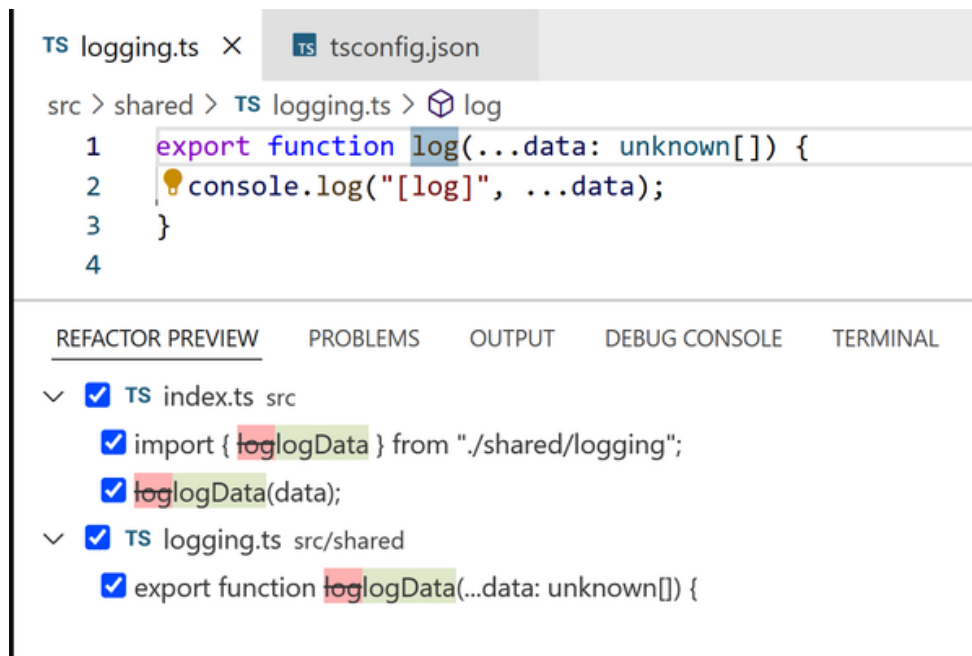 TS logging.ts × TS tsconfig.json
src > shared > TS logging.ts > log
1 export function log(...data: unknown[]) {
2 console.log("[log]", ...data);
3 }
4
REFACTOR PREVIEW PROBLEMS OUTPUT DEBUG CONSOLE TERMINAL
TS index.ts src
import { loglogData } from "./shared/logging";
loglogData(data);
TS logging.ts src/shared
export function loglogData(...data: unknown[]) {